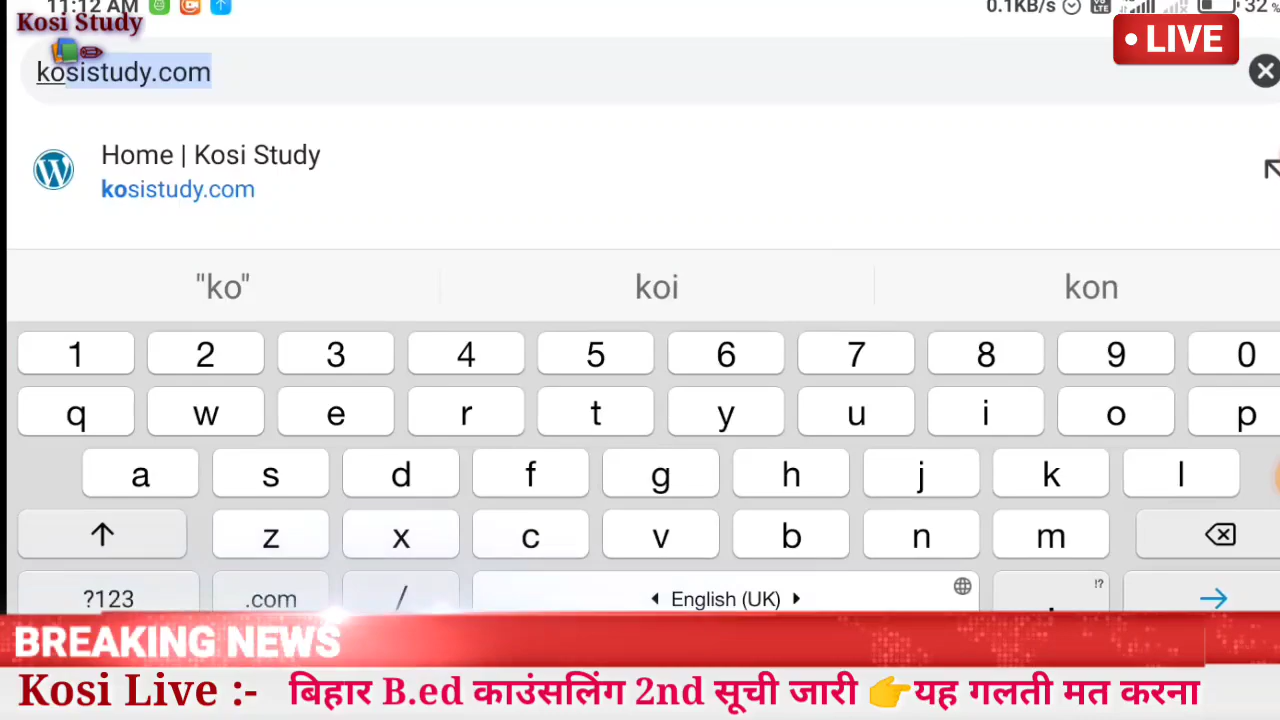 11:12 AM 0.1KB/s VO LTE 32%
Kosi Study
LIVE
kosistudy.com
Home | Kosi Study
kosistudy.com
"ko" koi kon
1 2 3 4 5 6 7 8 9 0
q w e r t y u i o p
a s d f g h j k l
z x c v b n m
?123 .com / English (UK) !? .
BREAKING NEWS
Kosi Live :- बिहार B.ed काउंसलिंग 2nd सूची जारी 👉यह गलती मत करना